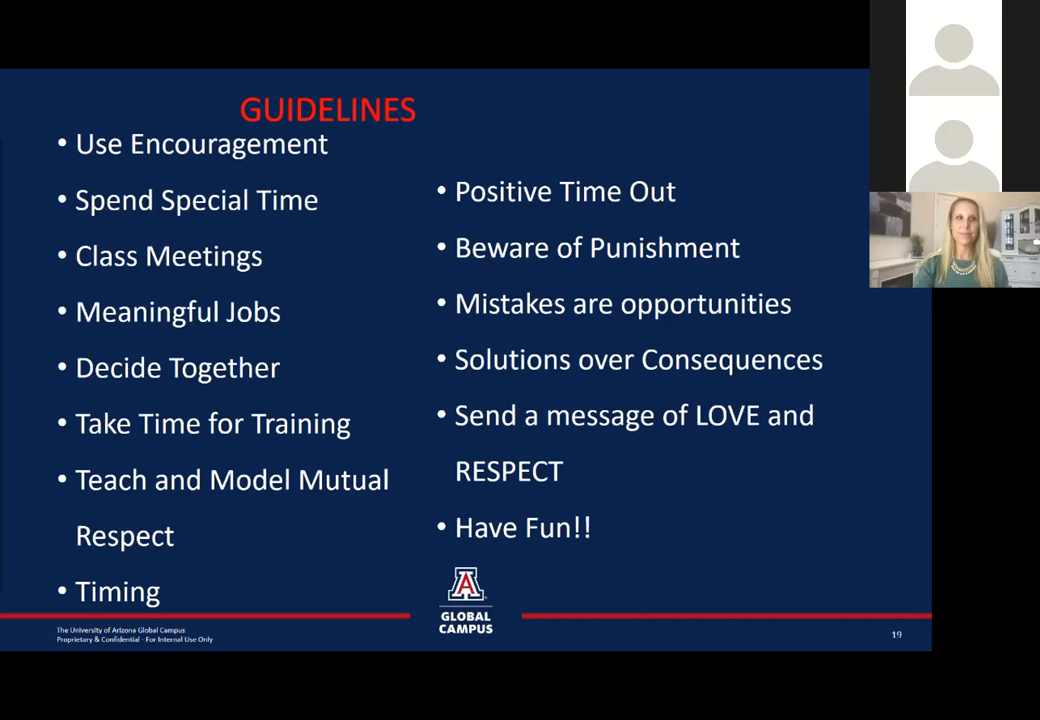 GUIDELINES
• Use Encouragement
• Spend Special Time
• Class Meetings
• Meaningful Jobs
• Decide Together
• Take Time for Training
• Teach and Model Mutual
Respect
• Timing
• Positive Time Out
• Beware of Punishment
• Mistakes are opportunities
• Solutions over Consequences
• Send a message of LOVE and
RESPECT
• Have Fun!!
A
GLOBAL
CAMPUS
The University of Arizona Global Campus
Proprietary & Confidential - For Internal Use Only
19